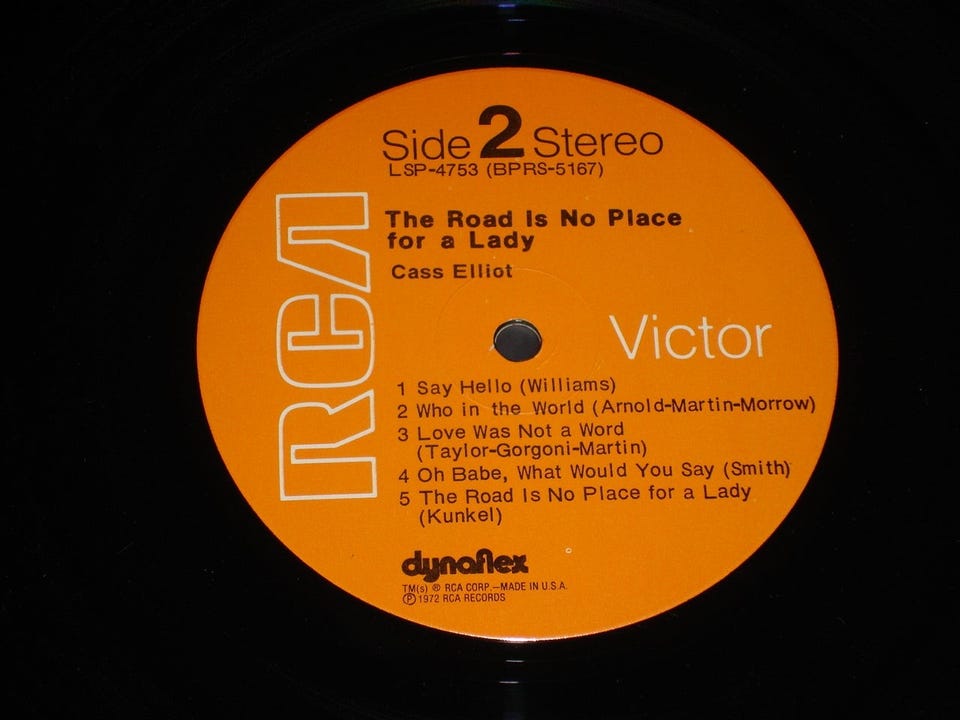 Side 2 Stereo
LSP-4753 (BPRS-5167)
RCA
The Road Is No Place
for a Lady
Cass Elliot
Victor
1 Say Hello (Williams)
2 Who in the World (Arnold-Martin-Morrow)
3 Love Was Not a Word
(Taylor-Gorgoni-Martin)
4 Oh Babe, What Would You Say (Smith)
5 The Road Is No Place for a Lady
(Kunkel)
dynaflex
TM(s) ® RCA CORP.—MADE IN U.S.A.
Ⓟ 1972 RCA RECORDS